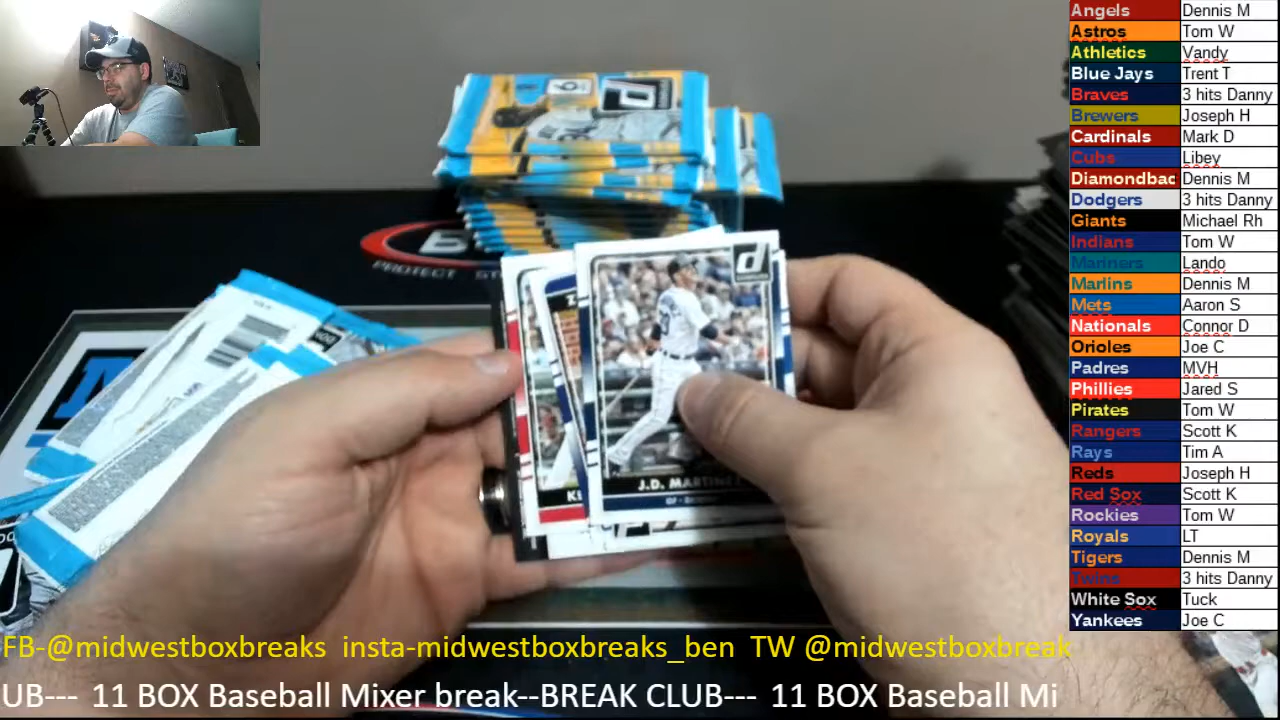 Angels Dennis M
Astros Tom W
Athletics Vandy
Blue Jays Trent T
Braves 3 hits Danny
Brewers Joseph H
Cardinals Mark D
Cubs Libey
Diamondbac Dennis M
Dodgers 3 hits Danny
Giants Michael Rh
Indians Tom W
Mariners Lando
Marlins Dennis M
Mets Aaron S
Nationals Connor D
Orioles Joe C
Padres MVH
Phillies Jared S
Pirates Tom W
Rangers Scott K
Rays Tim A
Reds Joseph H
Red Sox Scott K
Rockies Tom W
Royals LT
Tigers Dennis M
Twins 3 hits Danny
White Sox Tuck
Yankees Joe C
J.D. MARTINEZ
FB-@midwestboxbreaks insta-midwestboxbreaks_ben TW @midwestboxbreak
UB--- 11 BOX Baseball Mixer break--BREAK CLUB--- 11 BOX Baseball Mi